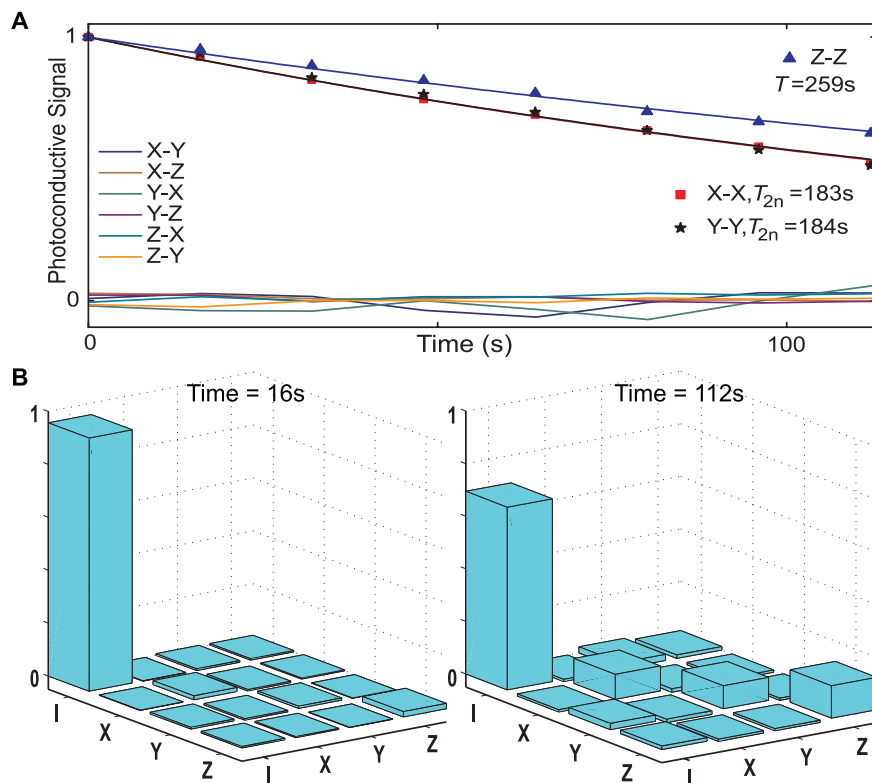 A
1
Photoconductive Signal
Z-Z
T=259s
X-Y
X-Z
Y-X
Y-Z
Z-X
Z-Y
X-X,T2n =183s
Y-Y,T2n =184s
0
0
Time (s)
100
B
Time = 16s
1
0
I
X
Y
Z
I
X
Y
Z
Time = 112s
1
0
I
X
Y
Z
I
X
Y
Z